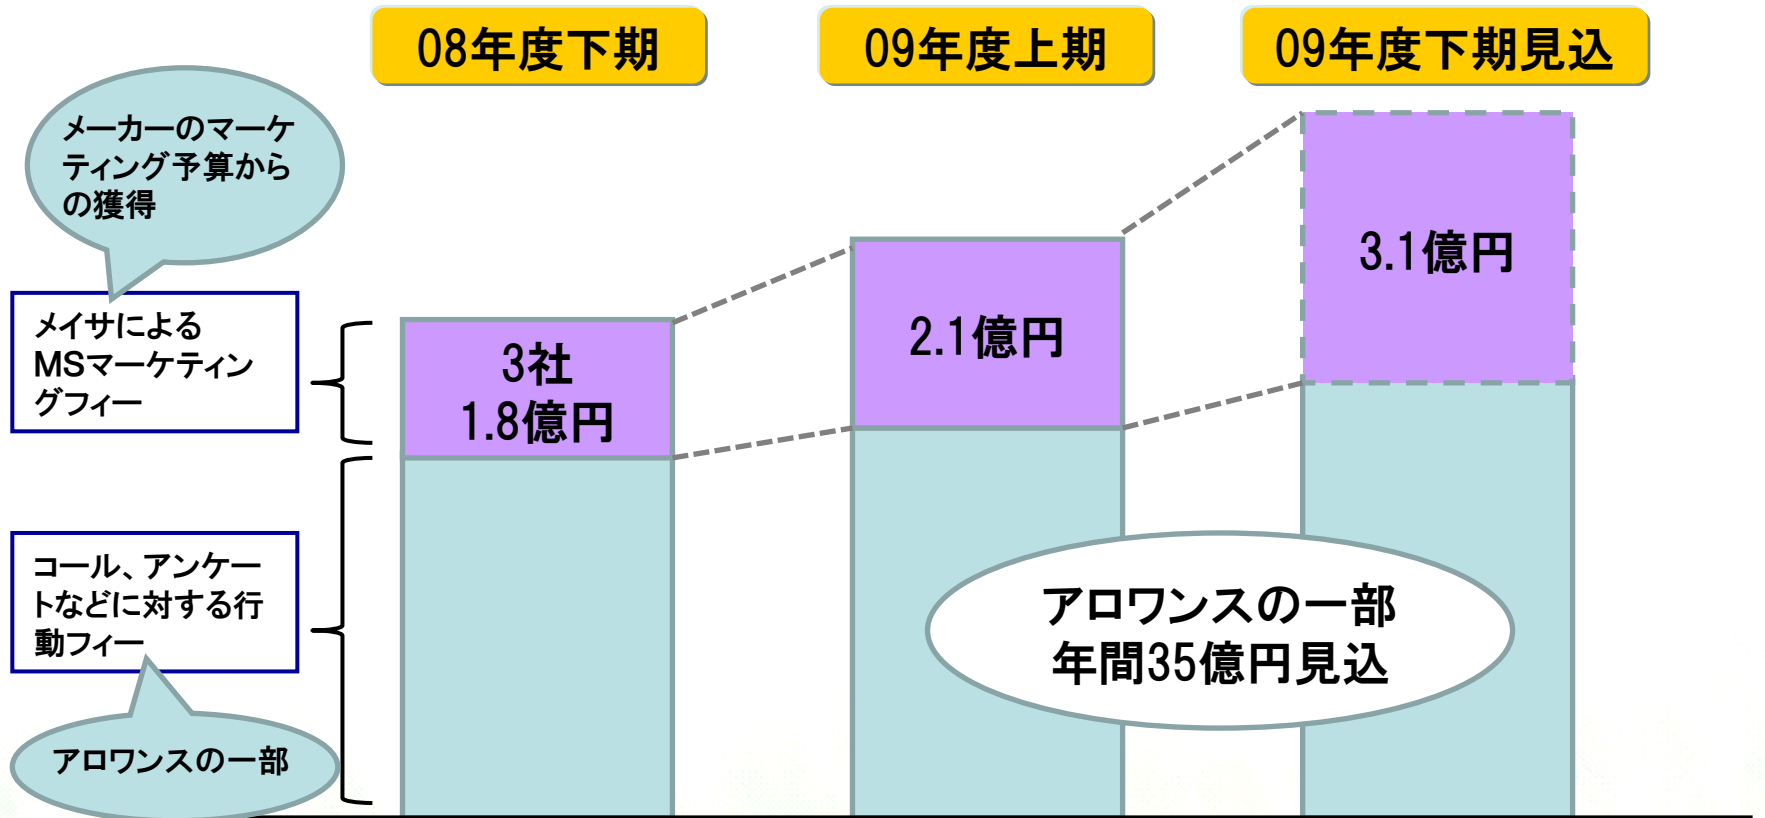 08年度下期
09年度上期
09年度下期見込
メーカーのマーケ
ティング予算から
の獲得
メイサによる
MSマーケティン
グフィー
3社
1.8億円
2.1億円
3.1億円
コール、アンケー
トなどに対する行
動フィー
アロワンスの一部
アロワンスの一部
年間35億円見込